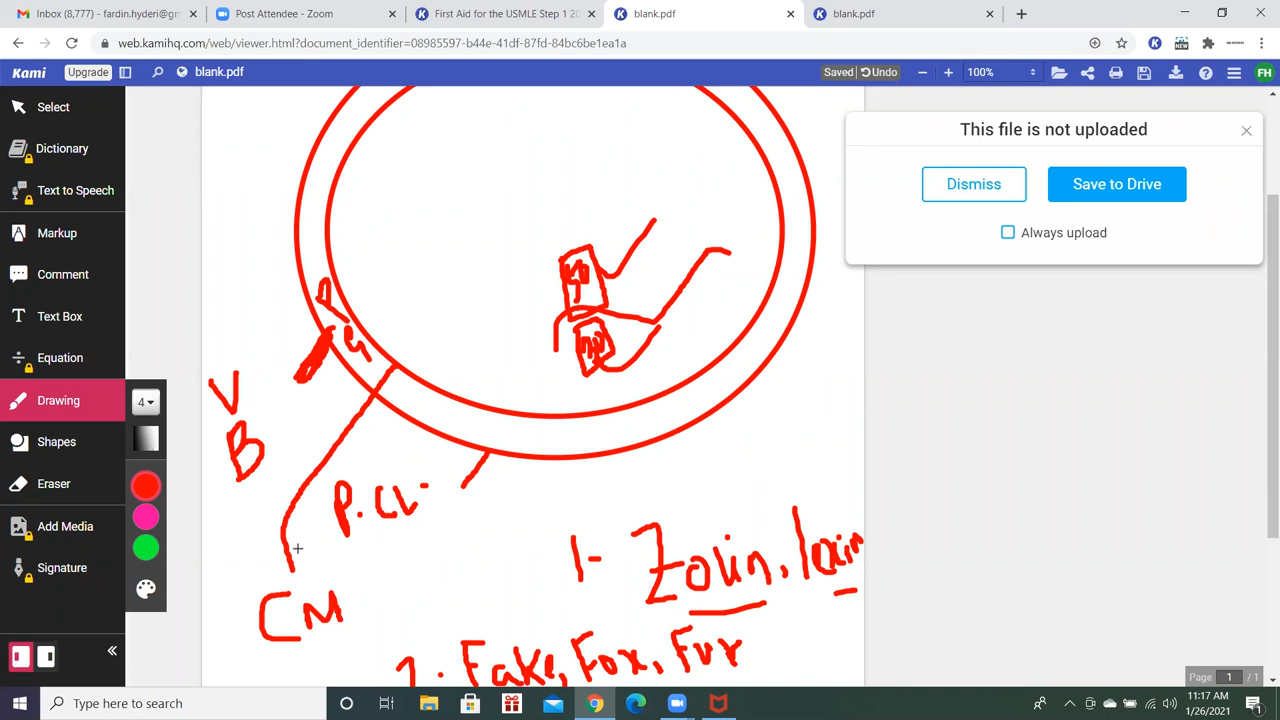 Inbox (8,777) - fardin.hyderi@gm
Post Attendee - Zoom
First Aid for the USMLE Step 1 20
blank.pdf
blank.pdf
web.kamihq.com/web/viewer.html?document_identifier=08985597-b44e-41df-87fd-84bc6be1ea1a
Kami
Upgrade
blank.pdf
Saved
Undo
100%
FH
Select
Dictionary
Text to Speech
Markup
Comment
Text Box
Equation
Drawing
Shapes
Eraser
Add Media
Signature
4
This file is not uploaded
Dismiss
Save to Drive
Always upload
50
V
B
P. CW
CM
1- Zolin, lexin
2. Fake, Fox, Fur
Page 1 / 1
Type here to search
11:17 AM
1/26/2021